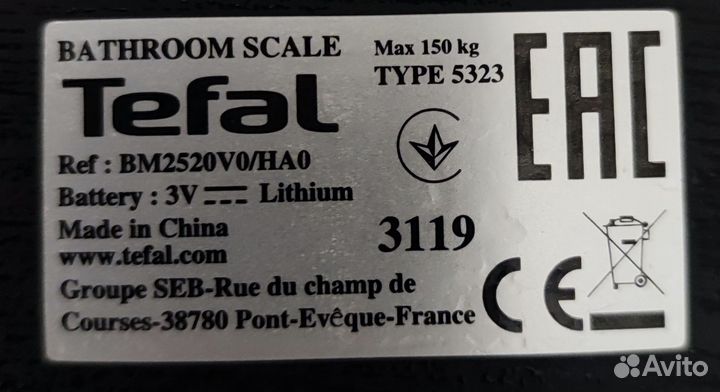 BATHROOM SCALE
Max 150 kg
TYPE 5323
EAC
Tefal
Ref : BM2520V0/HA0
Battery : 3V Lithium
Made in China
www.tefal.com
3119
Groupe SEB-Rue du champ de
Courses-38780 Pont-Evêque-France
CE
Avito